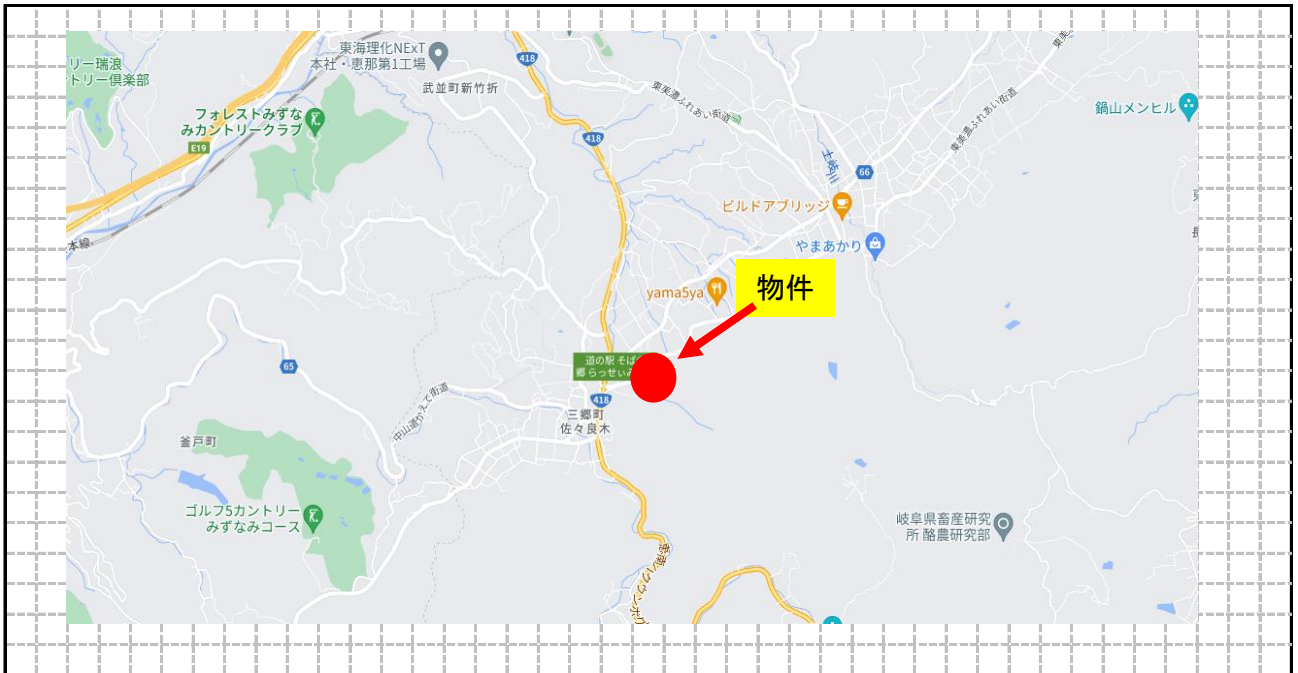 東海理化NExT
本社・恵那第1工場
リー瑞浪
トリー倶楽部
418
武並町新竹折
東美濃ふれあい街道
鍋山メンヒル
フォレストみずな
みカントリークラブ
E19
418
東美濃ふれあい街道
土岐川
66
ビルドアブリッジ
本線
やまあかり
物件
yama5ya
道の駅 そば
郷 らっせぃみ
65
418
中山道かえで街道
三郷町
佐々良木
釜戸町
ゴルフ5カントリー
みずなみコース
岐阜県畜産研究
所 酪農研究部